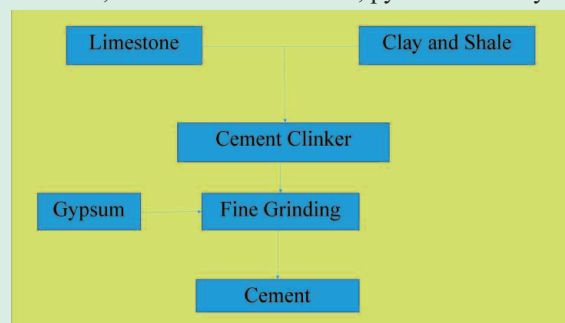 Limestone
Clay and Shale
Cement Clinker
Gypsum
Fine Grinding
Cement